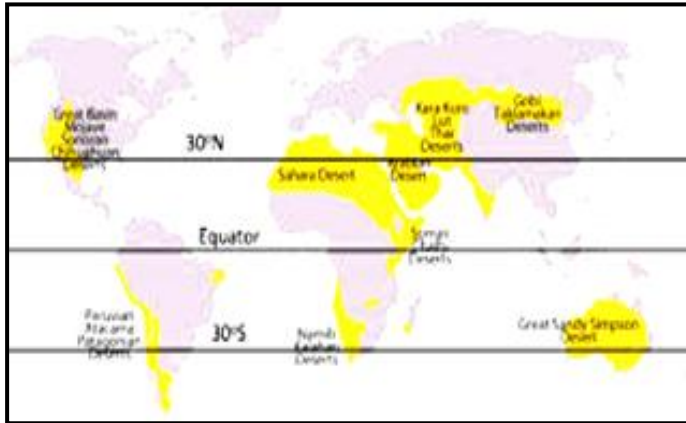 Great Basin
Mojave
Sonoran
Chihuahuan
Deserts
30°N
Kara Kum
Lut
Thar
Deserts
Gobi
Taklamakan
Deserts
Sahara Desert
Arabian
Desert
Equator
Deserts
Peruvian
Atacama
Patagonian
Deserts
30°S
Namib
Kalahari
Deserts
Great Sandy Simpson
Desert